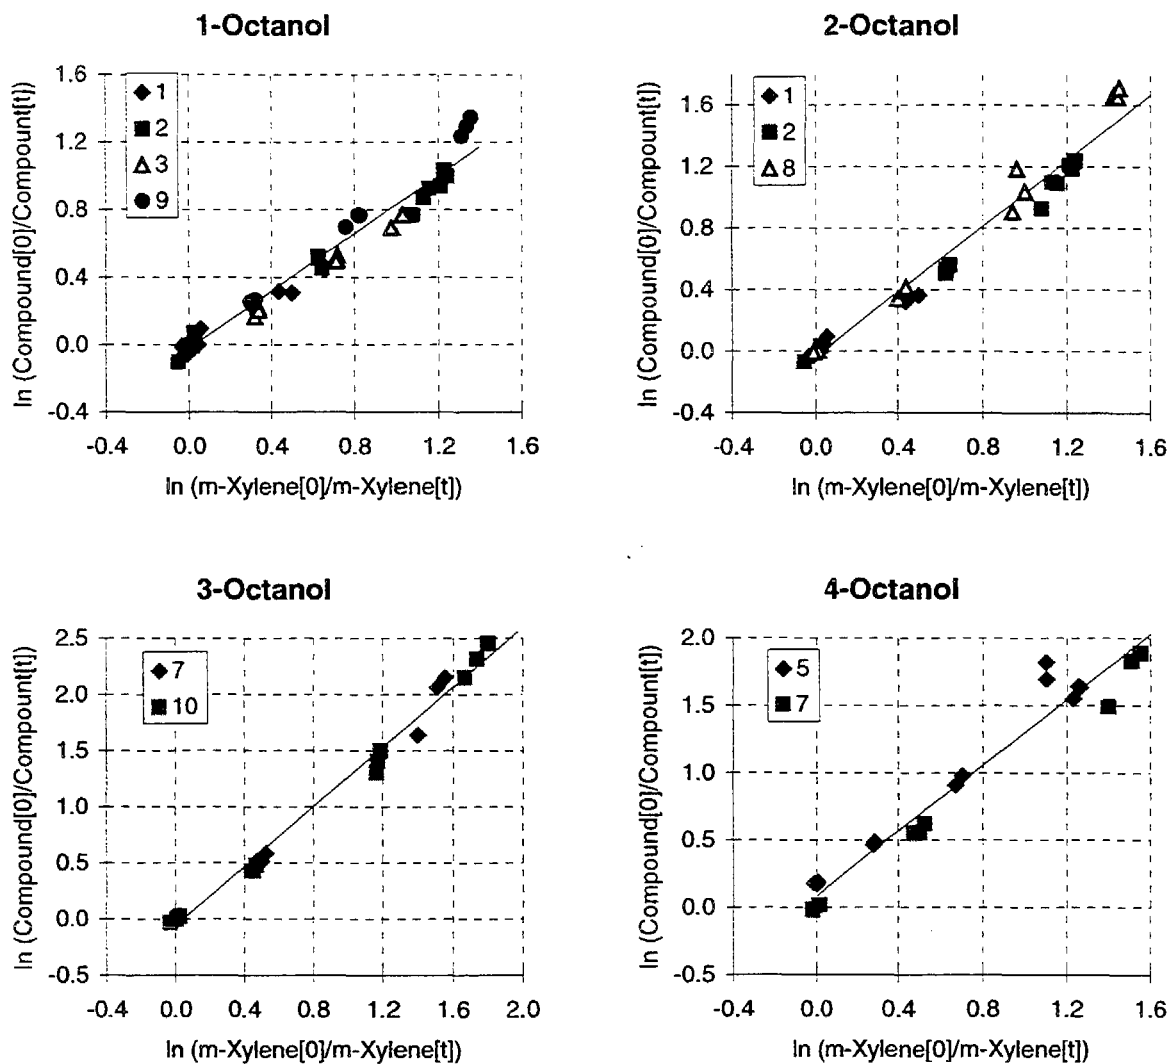 1-Octanol
ln (Compound[0]/Compount[t])
1.6
1.2
0.8
0.4
0.0
-0.4
1
2
3
9
-0.4 0.0 0.4 0.8 1.2 1.6
ln (m-Xylene[0]/m-Xylene[t])
2-Octanol
ln (Compound[0]/Compount[t])
1.6
1.2
0.8
0.4
0.0
-0.4
1
2
8
-0.4 0.0 0.4 0.8 1.2 1.6
ln (m-Xylene[0]/m-Xylene[t])
3-Octanol
ln (Compound[0]/Compount[t])
2.5
2.0
1.5
1.0
0.5
0.0
-0.5
7
10
-0.4 0.0 0.4 0.8 1.2 1.6 2.0
ln (m-Xylene[0]/m-Xylene[t])
4-Octanol
ln (Compound[0]/Compount[t])
2.0
1.5
1.0
0.5
0.0
-0.5
5
7
-0.4 0.0 0.4 0.8 1.2 1.6
ln (m-Xylene[0]/m-Xylene[t])